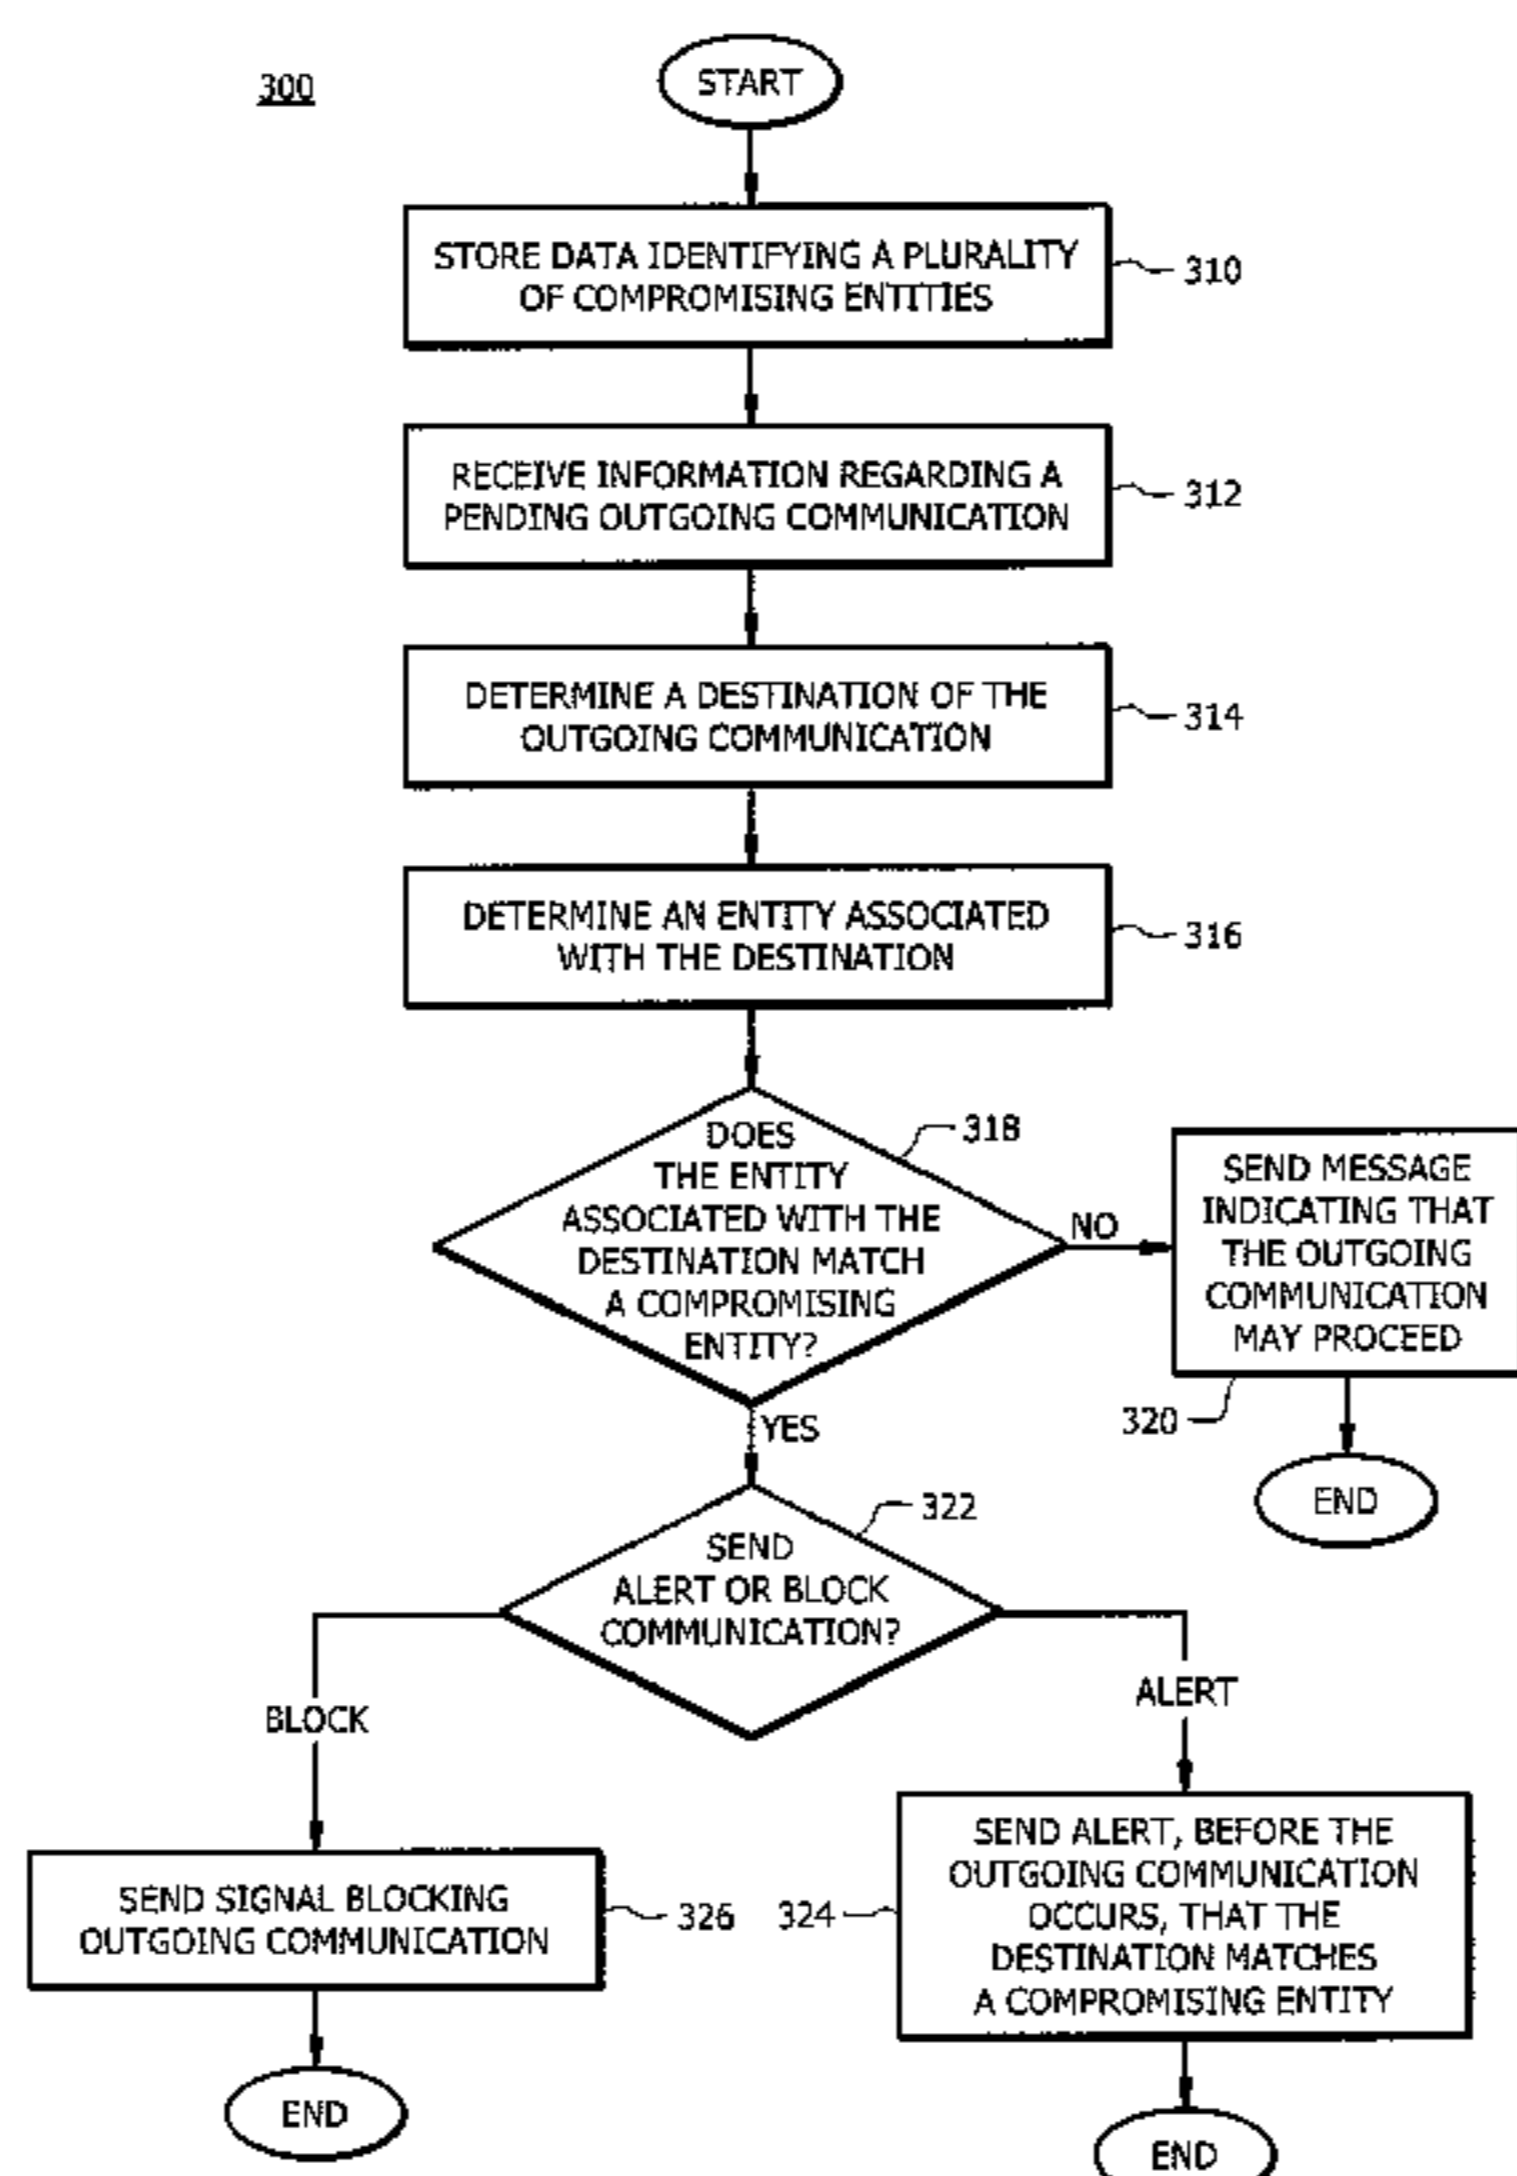 300
START
STORE DATA IDENTIFYING A PLURALITY
OF COMPROMISING ENTITIES
310
RECEIVE INFORMATION REGARDING A
PENDING OUTGOING COMMUNICATION
312
DETERMINE A DESTINATION OF THE
OUTGOING COMMUNICATION
314
DETERMINE AN ENTITY ASSOCIATED
WITH THE DESTINATION
316
DOES
THE ENTITY
ASSOCIATED WITH THE
DESTINATION MATCH
A COMPROMISING
ENTITY?
318
NO
SEND MESSAGE
INDICATING THAT
THE OUTGOING
COMMUNICATION
MAY PROCEED
320
END
YES
SEND
ALERT OR BLOCK
COMMUNICATION?
322
BLOCK
ALERT
SEND SIGNAL BLOCKING
OUTGOING COMMUNICATION
326
324
SEND ALERT, BEFORE THE
OUTGOING COMMUNICATION
OCCURS, THAT THE
DESTINATION MATCHES
A COMPROMISING ENTITY
END
END